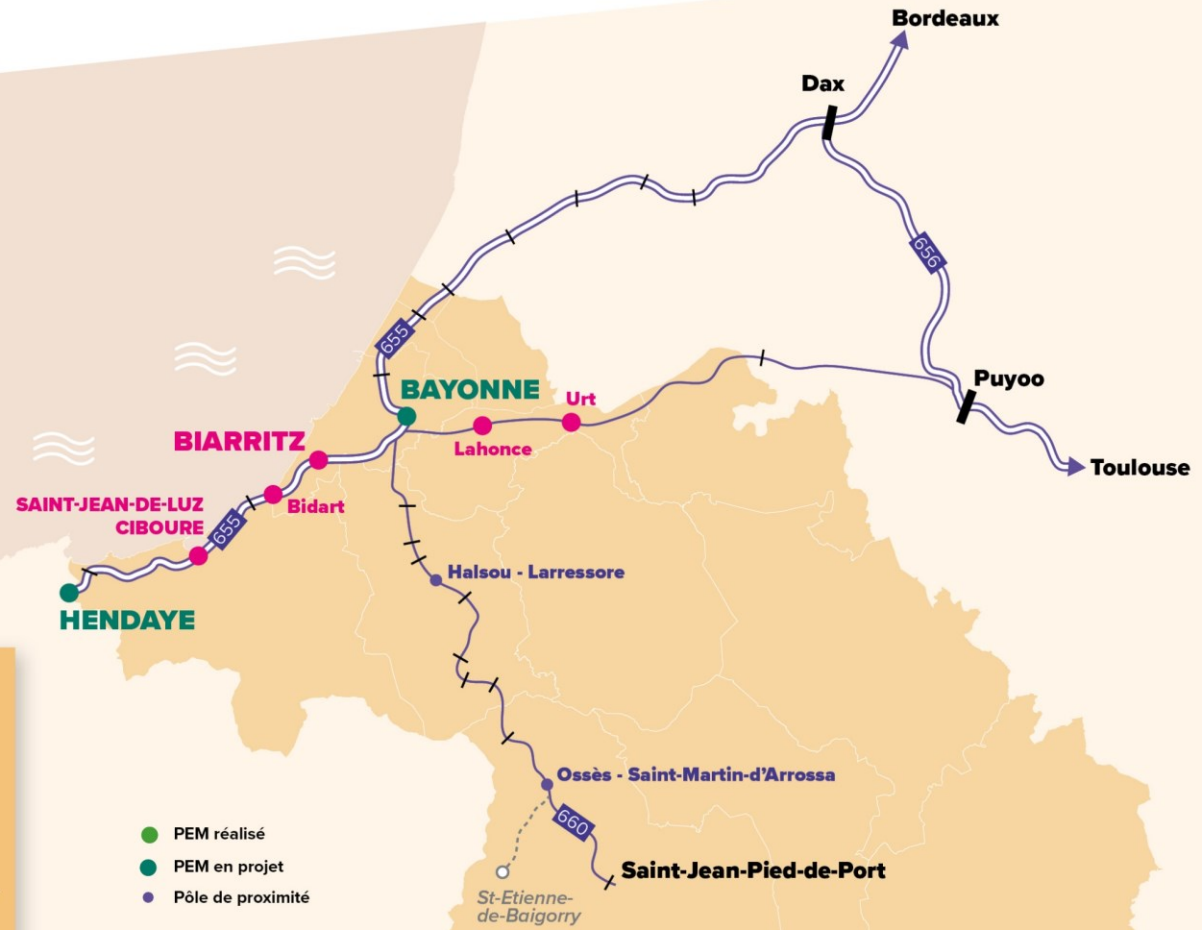 Bordeaux
Dax
656
655
Puyoo
BAYONNE
Urt
BIARRITZ
Lahonce
Toulouse
SAINT-JEAN-DE-LUZ
CIBOURE
655
Bidart
Halsou - Larressore
HENDAYE
Ossès - Saint-Martin-d'Arrossa
660
PEM réalisé
PEM en projet
Pôle de proximité
Saint-Jean-Pied-de-Port
St-Etienne-
de-Baigorry